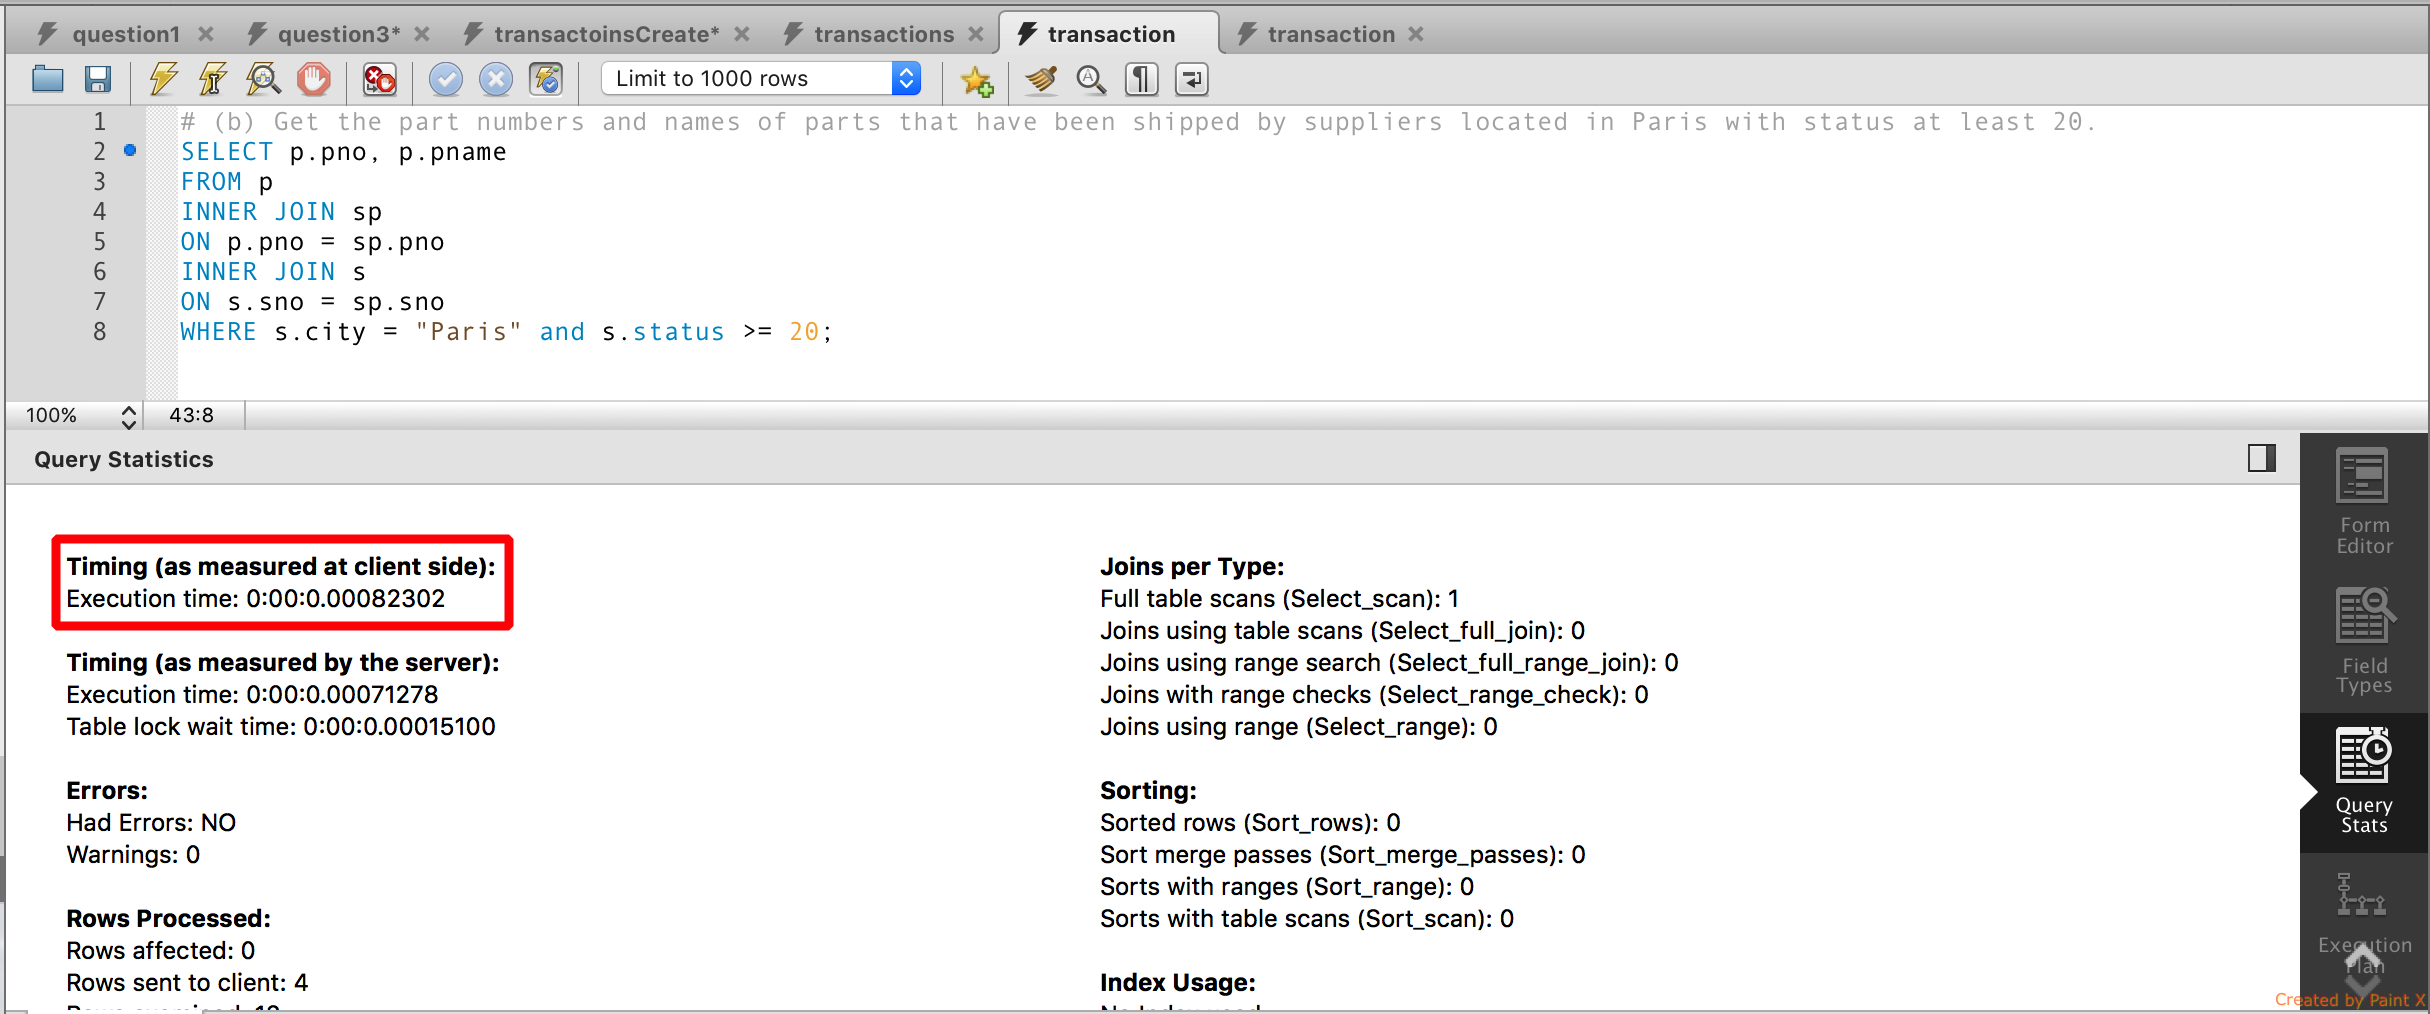 question1
question3*
transactoinsCreate*
transactions
transaction
transaction
Limit to 1000 rows
1 # (b) Get the part numbers and names of parts that have been shipped by suppliers located in Paris with status at least 20.
2 SELECT p.pno, p.pname
3 FROM p
4 INNER JOIN sp
5 ON p.pno = sp.pno
6 INNER JOIN s
7 ON s.sno = sp.sno
8 WHERE s.city = "Paris" and s.status >= 20;
100% 43:8
Query Statistics
Timing (as measured at client side):
Execution time: 0:00:0.00082302
Timing (as measured by the server):
Execution time: 0:00:0.00071278
Table lock wait time: 0:00:0.00015100
Errors:
Had Errors: NO
Warnings: 0
Rows Processed:
Rows affected: 0
Rows sent to client: 4
Joins per Type:
Full table scans (Select_scan): 1
Joins using table scans (Select_full_join): 0
Joins using range search (Select_full_range_join): 0
Joins with range checks (Select_range_check): 0
Joins using range (Select_range): 0
Sorting:
Sorted rows (Sort_rows): 0
Sort merge passes (Sort_merge_passes): 0
Sorts with ranges (Sort_range): 0
Sorts with table scans (Sort_scan): 0
Index Usage:
Form
Editor
Field
Types
Query
Stats
Execution
Plan
Created by Paint X